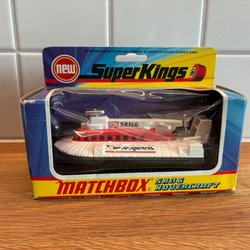 NEW
SuperKings
SRN6
MATCHBOX
SRN6
HOVERCRAFT